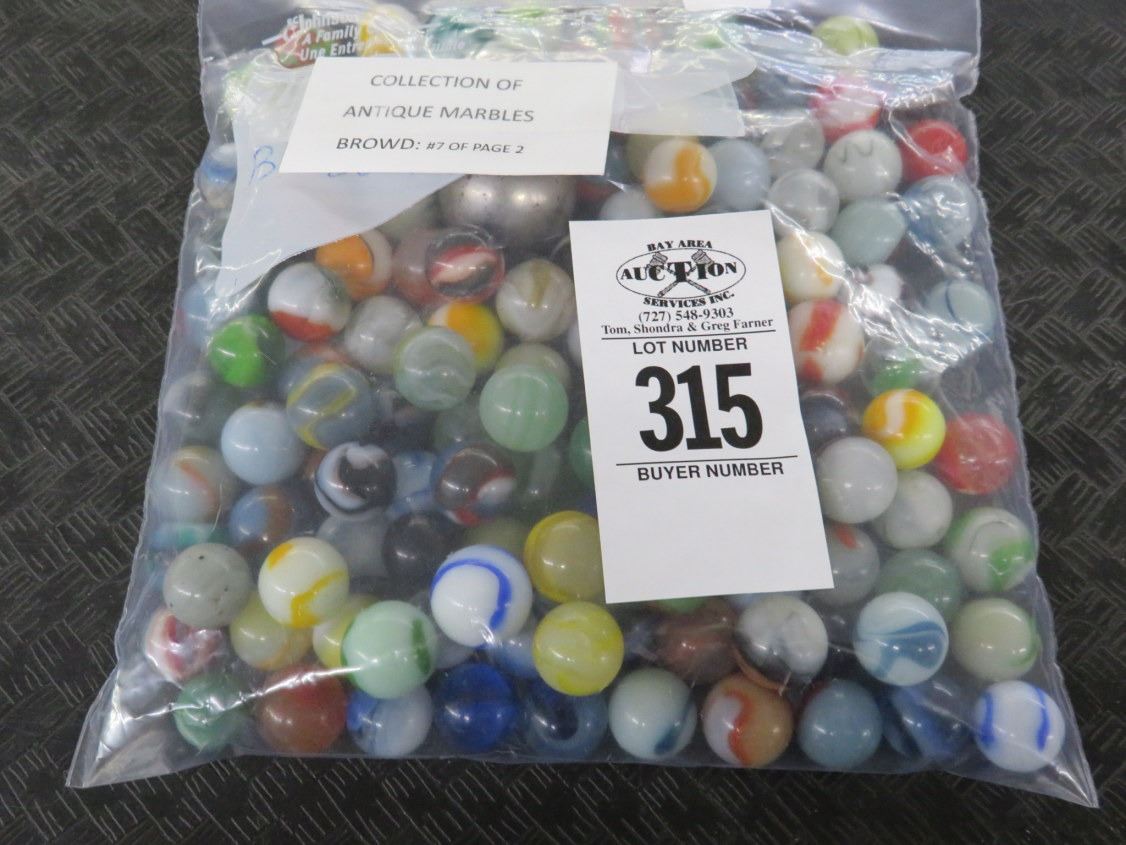 A Family
COLLECTION OF
ANTIQUE MARBLES
BROWD: #7 OF PAGE 2
B
BAY AREA
AUCTION
SERVICES INC.
(727) 548-9303
Tom, Shondra & Greg Farner
LOT NUMBER
315
BUYER NUMBER